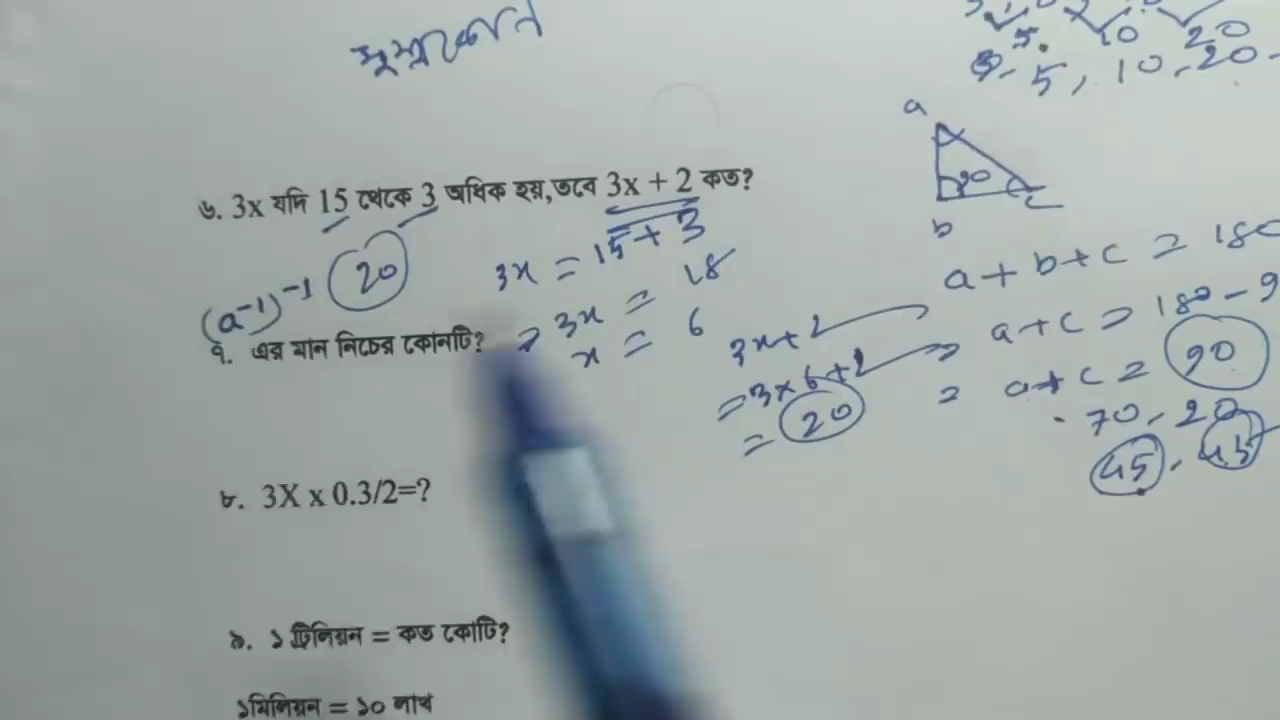 সূক্ষ্মকোন
10 20
5, 10, 20
a
90
b
c
৬. 3x যদি 15 থেকে 3 অধিক হয়,তবে 3x + 2 কত?
20
3x = 15 + 3
⇒ 3x = 18
x = 6
3x+2
= 3×6+2
= 20
a + b + c = 180
a + c = 180 - 9
= a + c = 90
70, 20
45, 45
(a⁻¹)⁻¹
৭. এর মান নিচের কোনটি?
৮. 3X x 0.3/2=?
৯. ১ ট্রিলিয়ন = কত কোটি?
১মিলিয়ন = ১০ লাখ